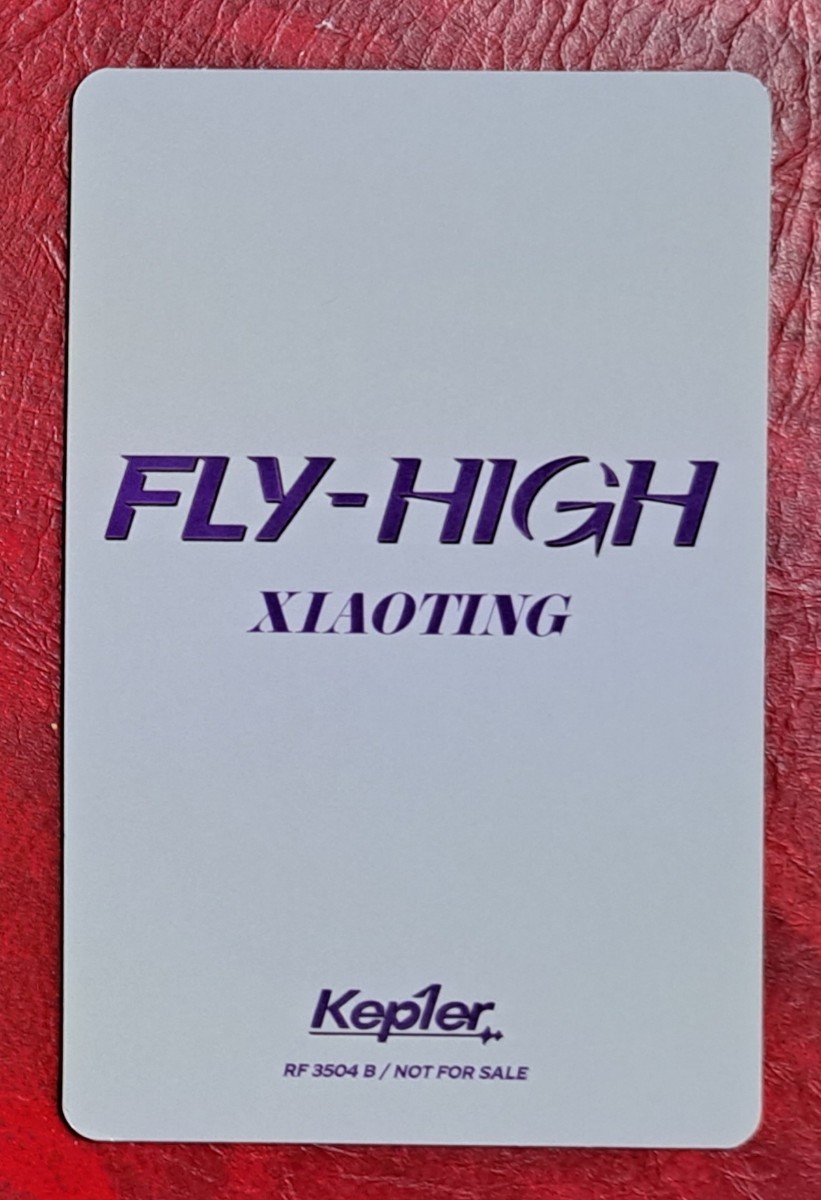 FLY-HIGH
XIAOTING
Kep1er
RF 3504 B / NOT FOR SALE